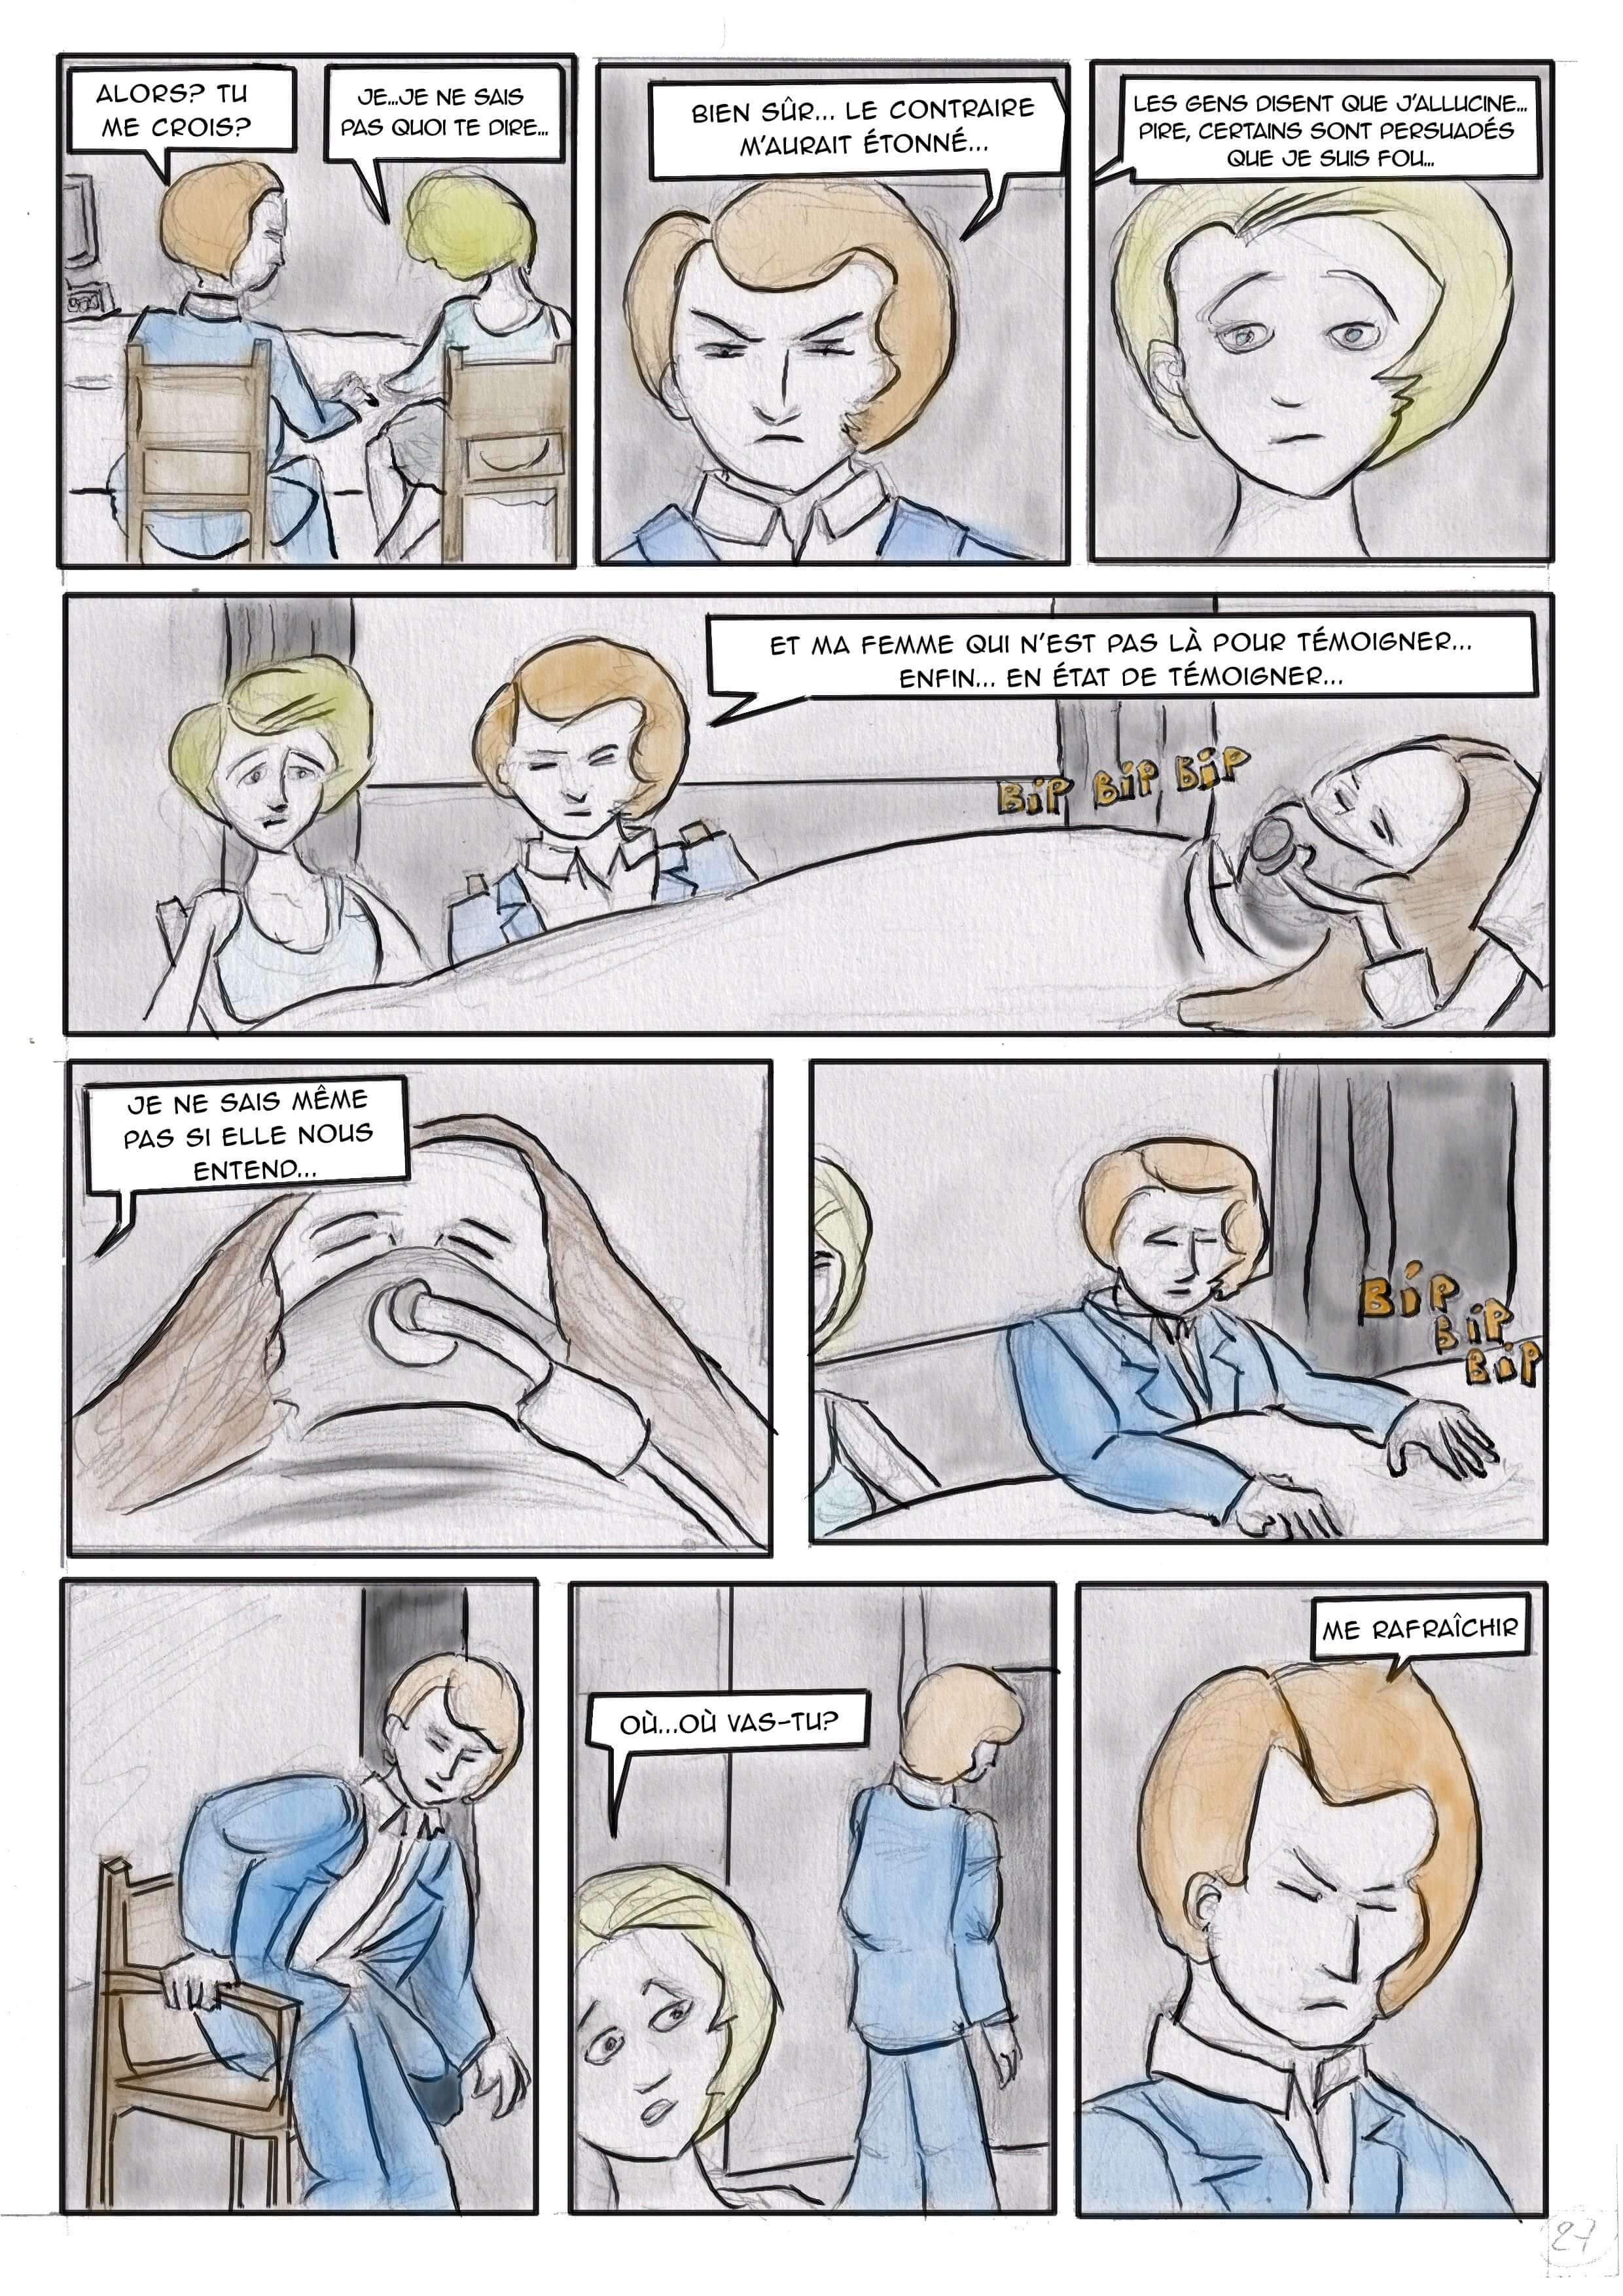 ALORS? TU
ME CROIS?
JE...JE NE SAIS
PAS QUOI TE DIRE...
BIEN SÛR... LE CONTRAIRE
M'AURAIT ÉTONNÉ...
LES GENS DISENT QUE J'ALLUCINE...
PIRE, CERTAINS SONT PERSUADÉS
QUE JE SUIS FOU...
ET MA FEMME QUI N'EST PAS LÀ POUR TÉMOIGNER...
ENFIN... EN ÉTAT DE TÉMOIGNER...
BiP BiP BiP
JE NE SAIS MÊME
PAS SI ELLE NOUS
ENTEND...
BiP
BiP
BiP
OÙ...OÙ VAS-TU?
ME RAFRAÎCHIR
27